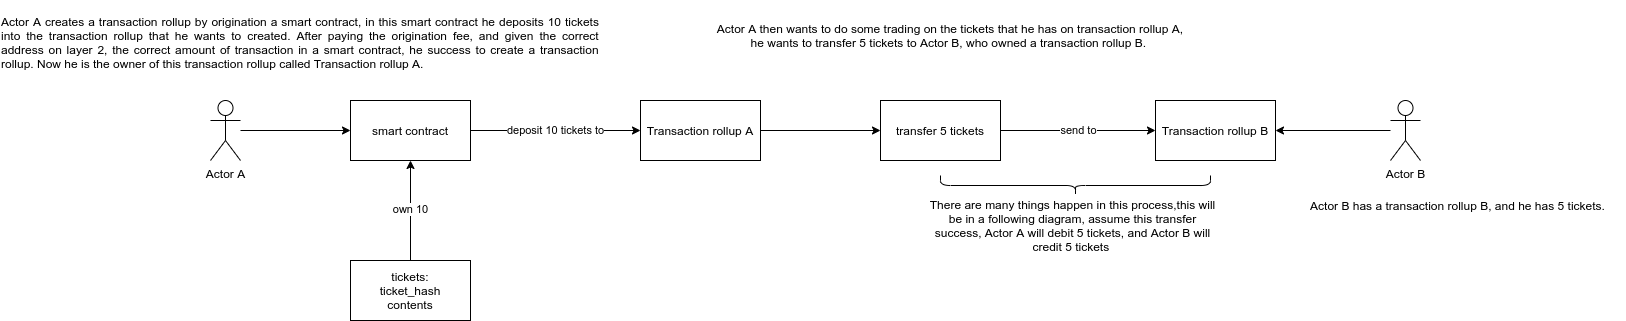 Actor A creates a transaction rollup by origination a smart contract, in this smart contract he deposits 10 tickets
into the transaction rollup that he wants to created. After paying the origination fee, and given the correct
address on layer 2, the correct amount of transaction in a smart contract, he success to create a transaction
rollup. Now he is the owner of this transaction rollup called Transaction rollup A.
Actor A then wants to do some trading on the tickets that he has on transaction rollup A,
he wants to transfer 5 tickets to Actor B, who owned a transaction rollup B.
Actor A
smart contract
deposit 10 tickets to
Transaction rollup A
transfer 5 tickets
send to
Transaction rollup B
Actor B
own 10
tickets:
ticket_hash
contents
There are many things happen in this process,this will
be in a following diagram, assume this transfer
success, Actor A will debit 5 tickets, and Actor B will
credit 5 tickets
Actor B has a transaction rollup B, and he has 5 tickets.